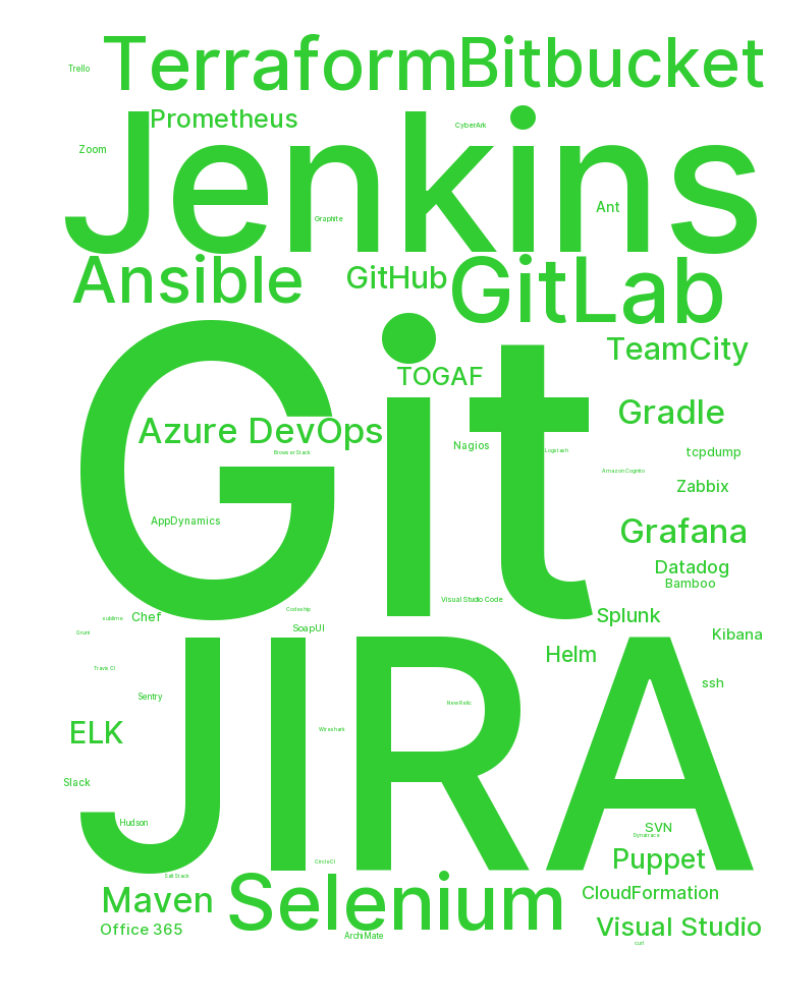 Terraform
Bitbucket
Trello
Prometheus
CyberArk
Jenkins
Zoom
Ant
Graphite
Ansible
GitHub
GitLab
TeamCity
TOGAF
Git
Gradle
Azure DevOps
Nagios
BrowserStack
Logstash
tcpdump
Amazon Cognito
Zabbix
AppDynamics
Grafana
Datadog
Bamboo
Visual Studio Code
Codeship
sublime
Chef
Splunk
SoapUI
Grunt
Kibana
Helm
Travis CI
ssh
Sentry
New Relic
JIRA
Wireshark
ELK
Slack
Hudson
SVN
Dynatrace
CircleCI
Puppet
SaltStack
Maven
Selenium
CloudFormation
Office 365
Visual Studio
ArchiMate
curl